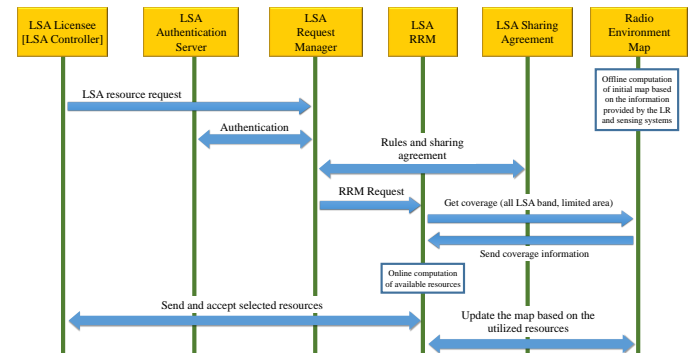 LSA Licensee
[LSA Controller]
LSA
Authentication
Server
LSA
Request
Manager
LSA
RRM
LSA Sharing
Agreement
Radio
Environment
Map
Offline computation
of initial map based
on the information
provided by the LR
and sensing systems
LSA resource request
Authentication
Rules and sharing
agreement
RRM Request
Get coverage (all LSA band, limited area)
Send coverage information
Online computation
of available resources
Send and accept selected resources
Update the map based on the
utilized resources